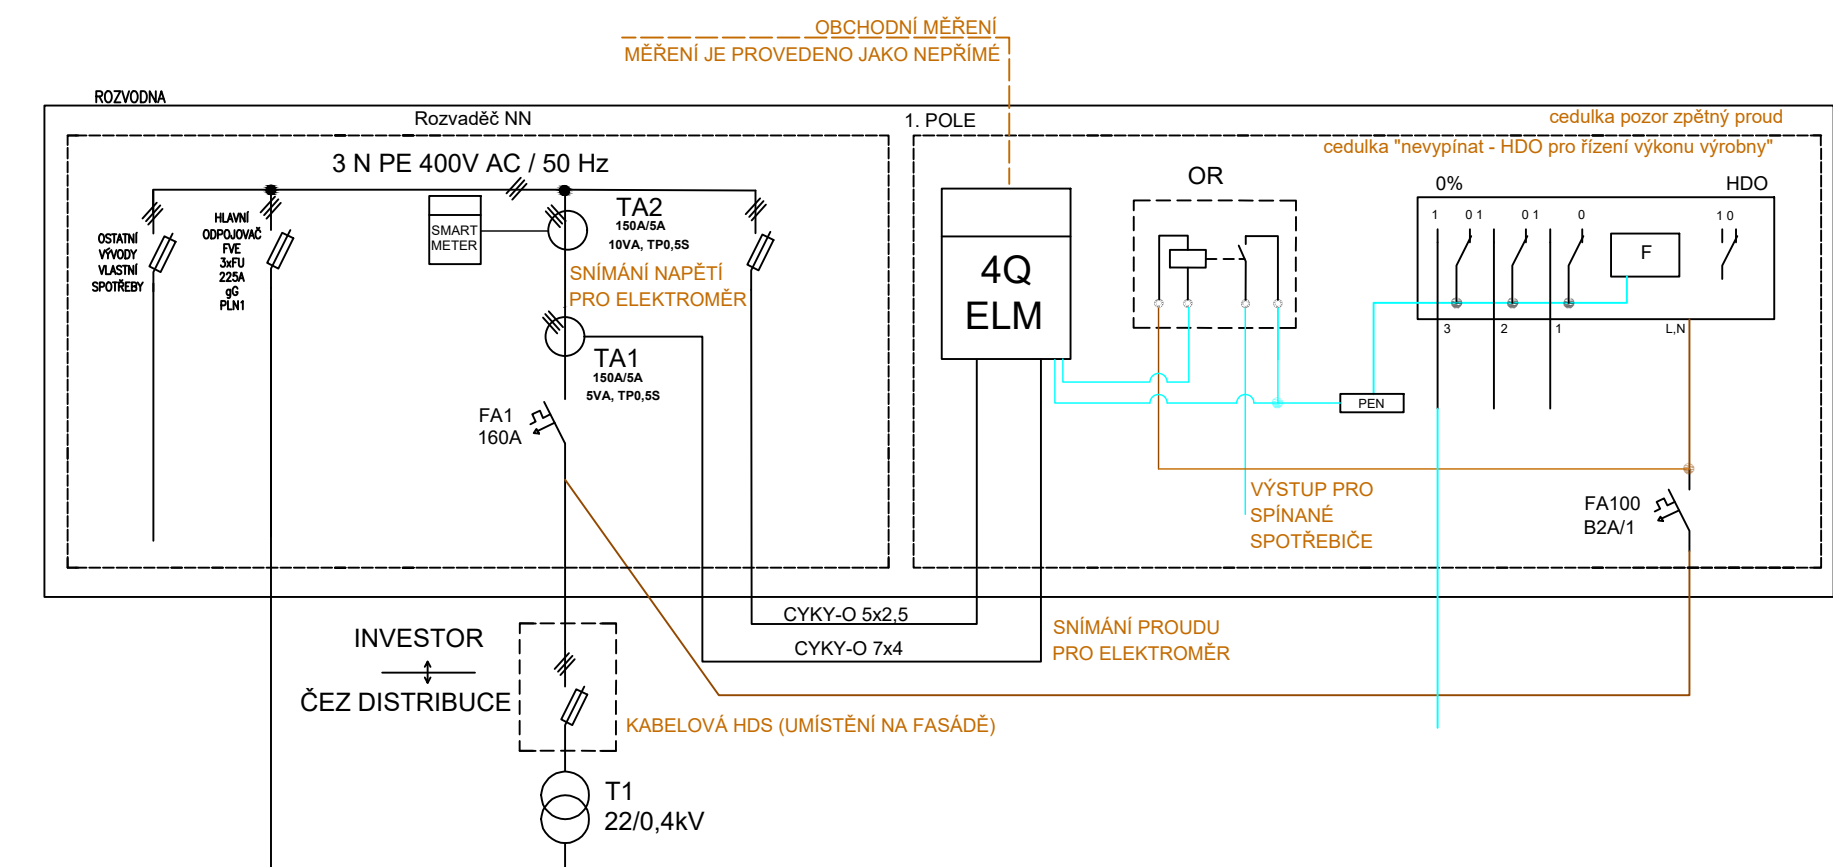 OBCHODNÍ MĚŘENÍ
MĚŘENÍ JE PROVEDENO JAKO NEPŘÍMÉ
ROZVODNA
Rozvaděč NN
1. POLE
cedulka pozor zpětný proud
cedulka "nevypínat - HDO pro řízení výkonu výrobny"
3 N PE 400V AC / 50 Hz
OSTATNÍ
VÝVODY
VLASTNÍ
SPOTŘEBY
HLAVNÍ
ODPOJOVAČ
FVE
3xFU
225A
gG
PLN1
SMART
METER
TA2
150A/5A
10VA, TP0,5S
SNÍMÁNÍ NAPĚTÍ
PRO ELEKTROMĚR
TA1
150A/5A
5VA, TP0,5S
FA1
160A
4Q
ELM
OR
0%
HDO
1 0 1 0 1 0 1 0
F
3 2 1 L,N
PEN
VÝSTUP PRO
SPÍNANÉ
SPOTŘEBIČE
FA100
B2A/1
CYKY-O 5x2,5
CYKY-O 7x4
SNÍMÁNÍ PROUDU
PRO ELEKTROMĚR
INVESTOR
ČEZ DISTRIBUCE
KABELOVÁ HDS (UMÍSTĚNÍ NA FASÁDĚ)
T1
22/0,4kV